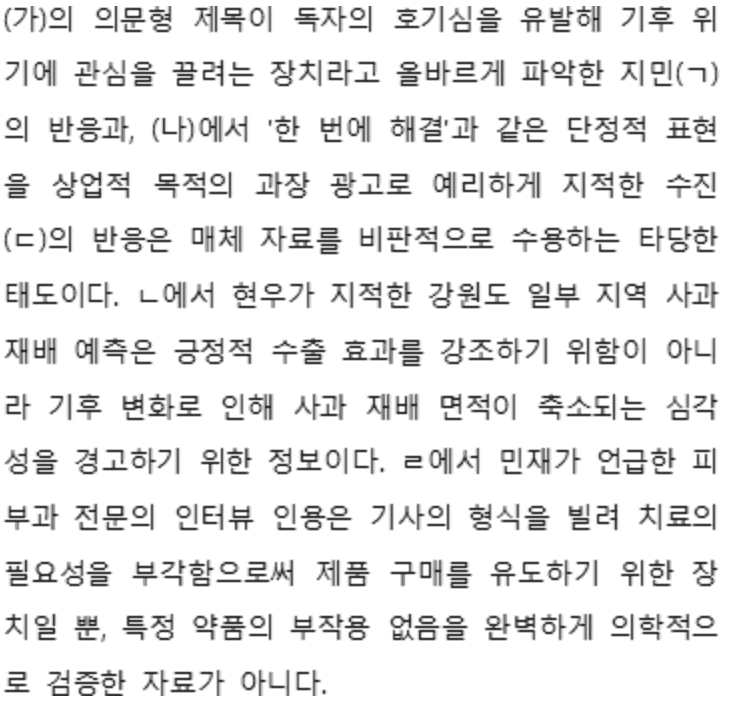 (가)의 의문형 제목이 독자의 호기심을 유발해 기후 위
기에 관심을 끌려는 장치라고 올바르게 파악한 지민(ㄱ)
의 반응과, (나)에서 '한 번에 해결'과 같은 단정적 표현
을 상업적 목적의 과장 광고로 예리하게 지적한 수진
(ㄷ)의 반응은 매체 자료를 비판적으로 수용하는 타당한
태도이다. ㄴ에서 현우가 지적한 강원도 일부 지역 사과
재배 예측은 긍정적 수출 효과를 강조하기 위함이 아니
라 기후 변화로 인해 사과 재배 면적이 축소되는 심각
성을 경고하기 위한 정보이다. ㄹ에서 민재가 언급한 피
부과 전문의 인터뷰 인용은 기사의 형식을 빌려 치료의
필요성을 부각함으로써 제품 구매를 유도하기 위한 장
치일 뿐, 특정 약품의 부작용 없음을 완벽하게 의학적으
로 검증한 자료가 아니다.